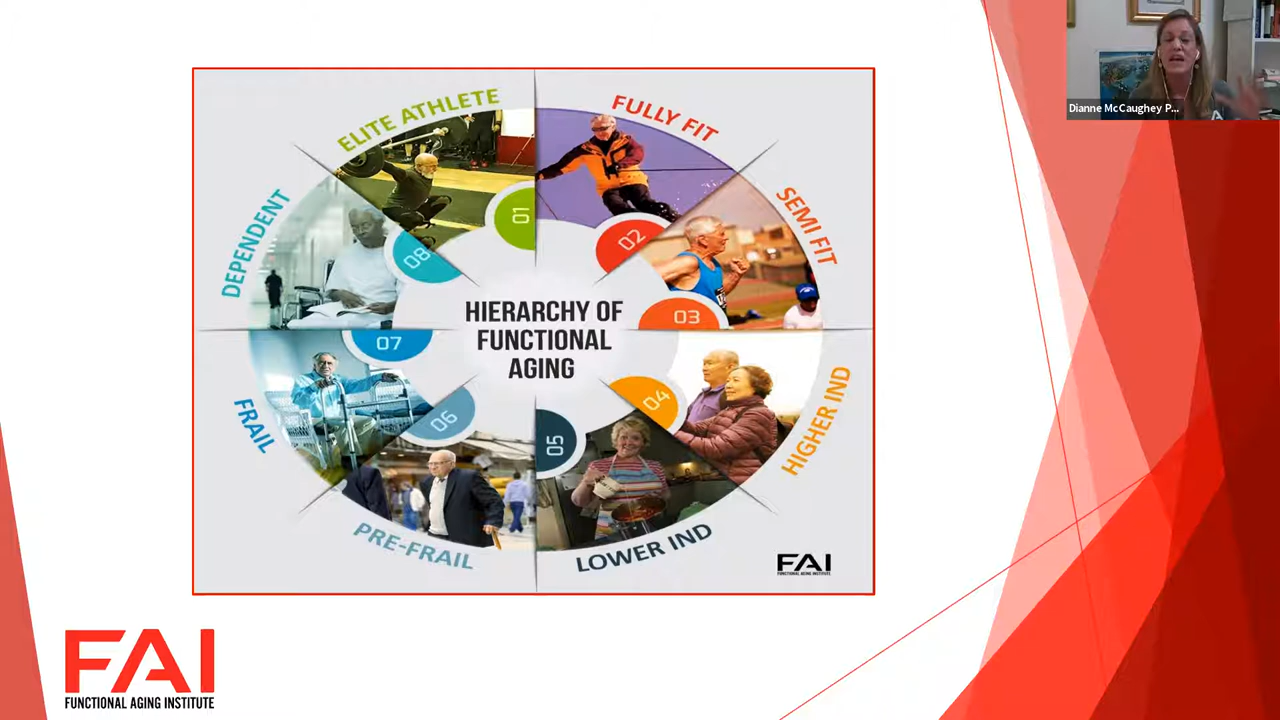 Dianne McCaughey P...
ELITE ATHLETE
FULLY FIT
SEMI FIT
HIGHER IND
LOWER IND
PRE-FRAIL
FRAIL
DEPENDENT
01
02
03
04
05
06
07
08
HIERARCHY OF
FUNCTIONAL
AGING
FAI
FUNCTIONAL AGING INSTITUTE
FAI
FUNCTIONAL AGING INSTITUTE